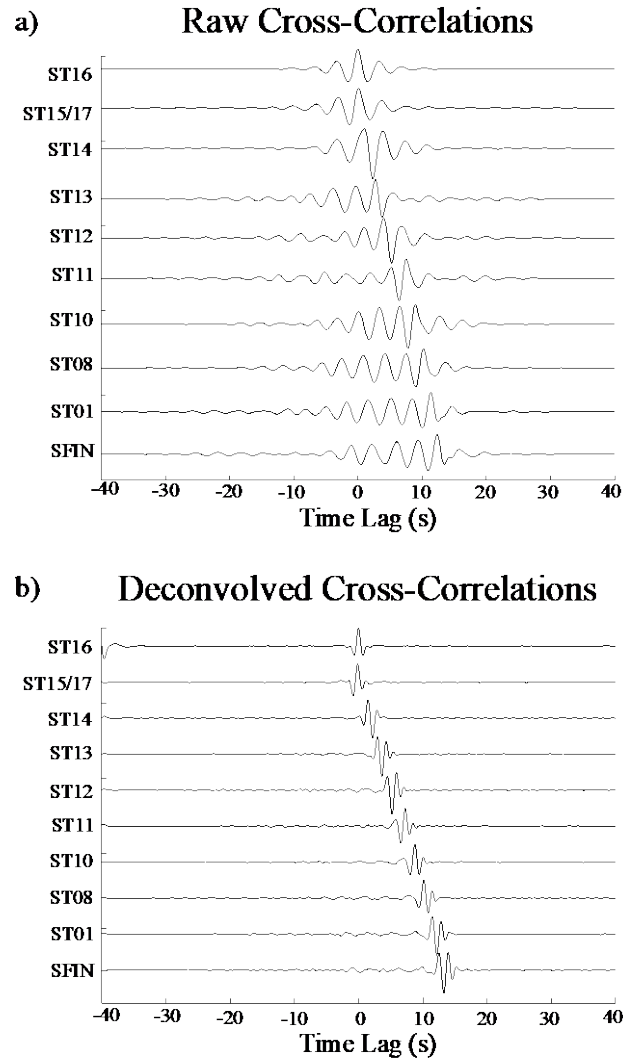 a) Raw Cross-Correlations
ST16
ST15/17
ST14
ST13
ST12
ST11
ST10
ST08
ST01
SFIN
-40 -30 -20 -10 0 10 20 30 40
Time Lag (s)
b) Deconvolved Cross-Correlations
ST16
ST15/17
ST14
ST13
ST12
ST11
ST10
ST08
ST01
SFIN
-40 -30 -20 -10 0 10 20 30 40
Time Lag (s)